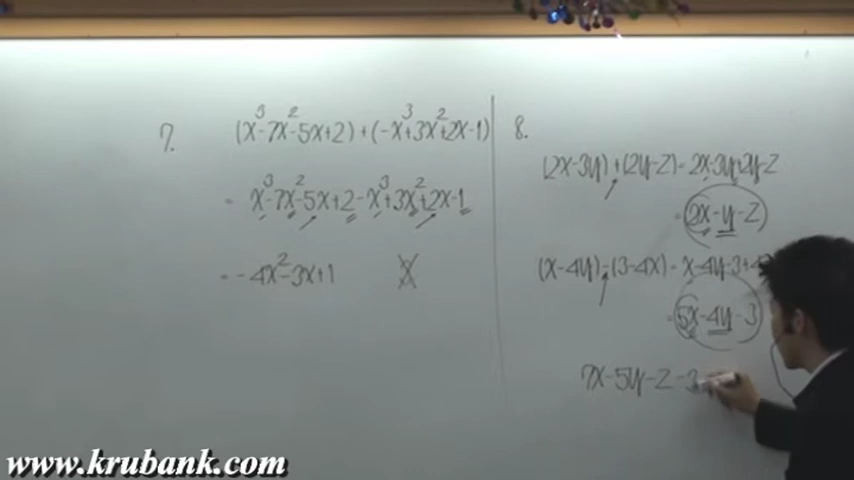 7. (x³-7x²-5x+2)+(-x³+3x²+2x-1)
= x³-7x²-5x+2-x³+3x²+2x-1
= -4x²-3x+1
8.
(2x-3y)+(2y-z)=2x-3y+2y-z
=2x-y-z
(x-4y)-(3-4x)=x-4y-3+4
=5x-4y-3
7x-5y-z-3
www.krubank.com